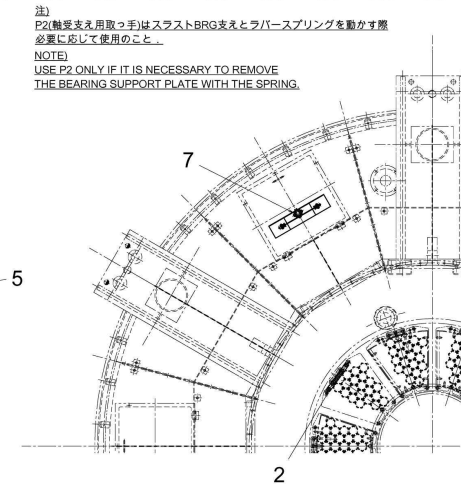 注)
P2(軸受支え用取っ手)はスラストBRG支えとラバースプリングを動かす際
必要に応じて使用のこと．
NOTE)
USE P2 ONLY IF IT IS NECESSARY TO REMOVE
THE BEARING SUPPORT PLATE WITH THE SPRING.
7
5
2